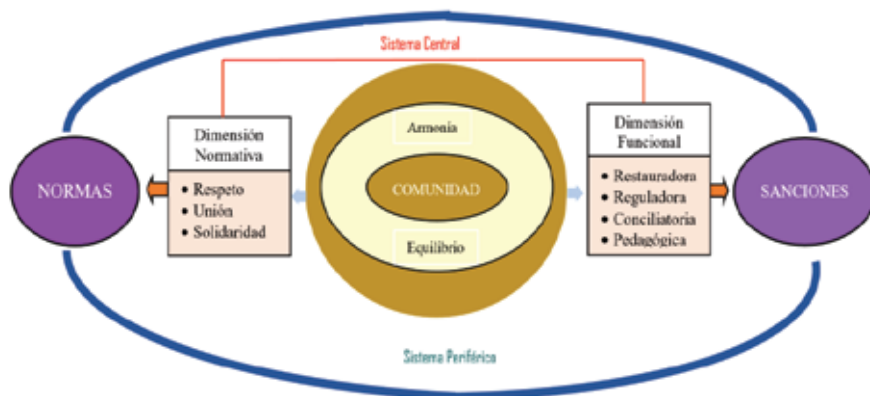 Sistema Central
Dimensión
Normativa
• Respeto
• Unión
• Solidaridad
NORMAS
Armonía
COMUNIDAD
Equilibrio
Dimensión
Funcional
• Restauradora
• Reguladora
• Conciliatoria
• Pedagógica
SANCIONES
Sistema Periférico